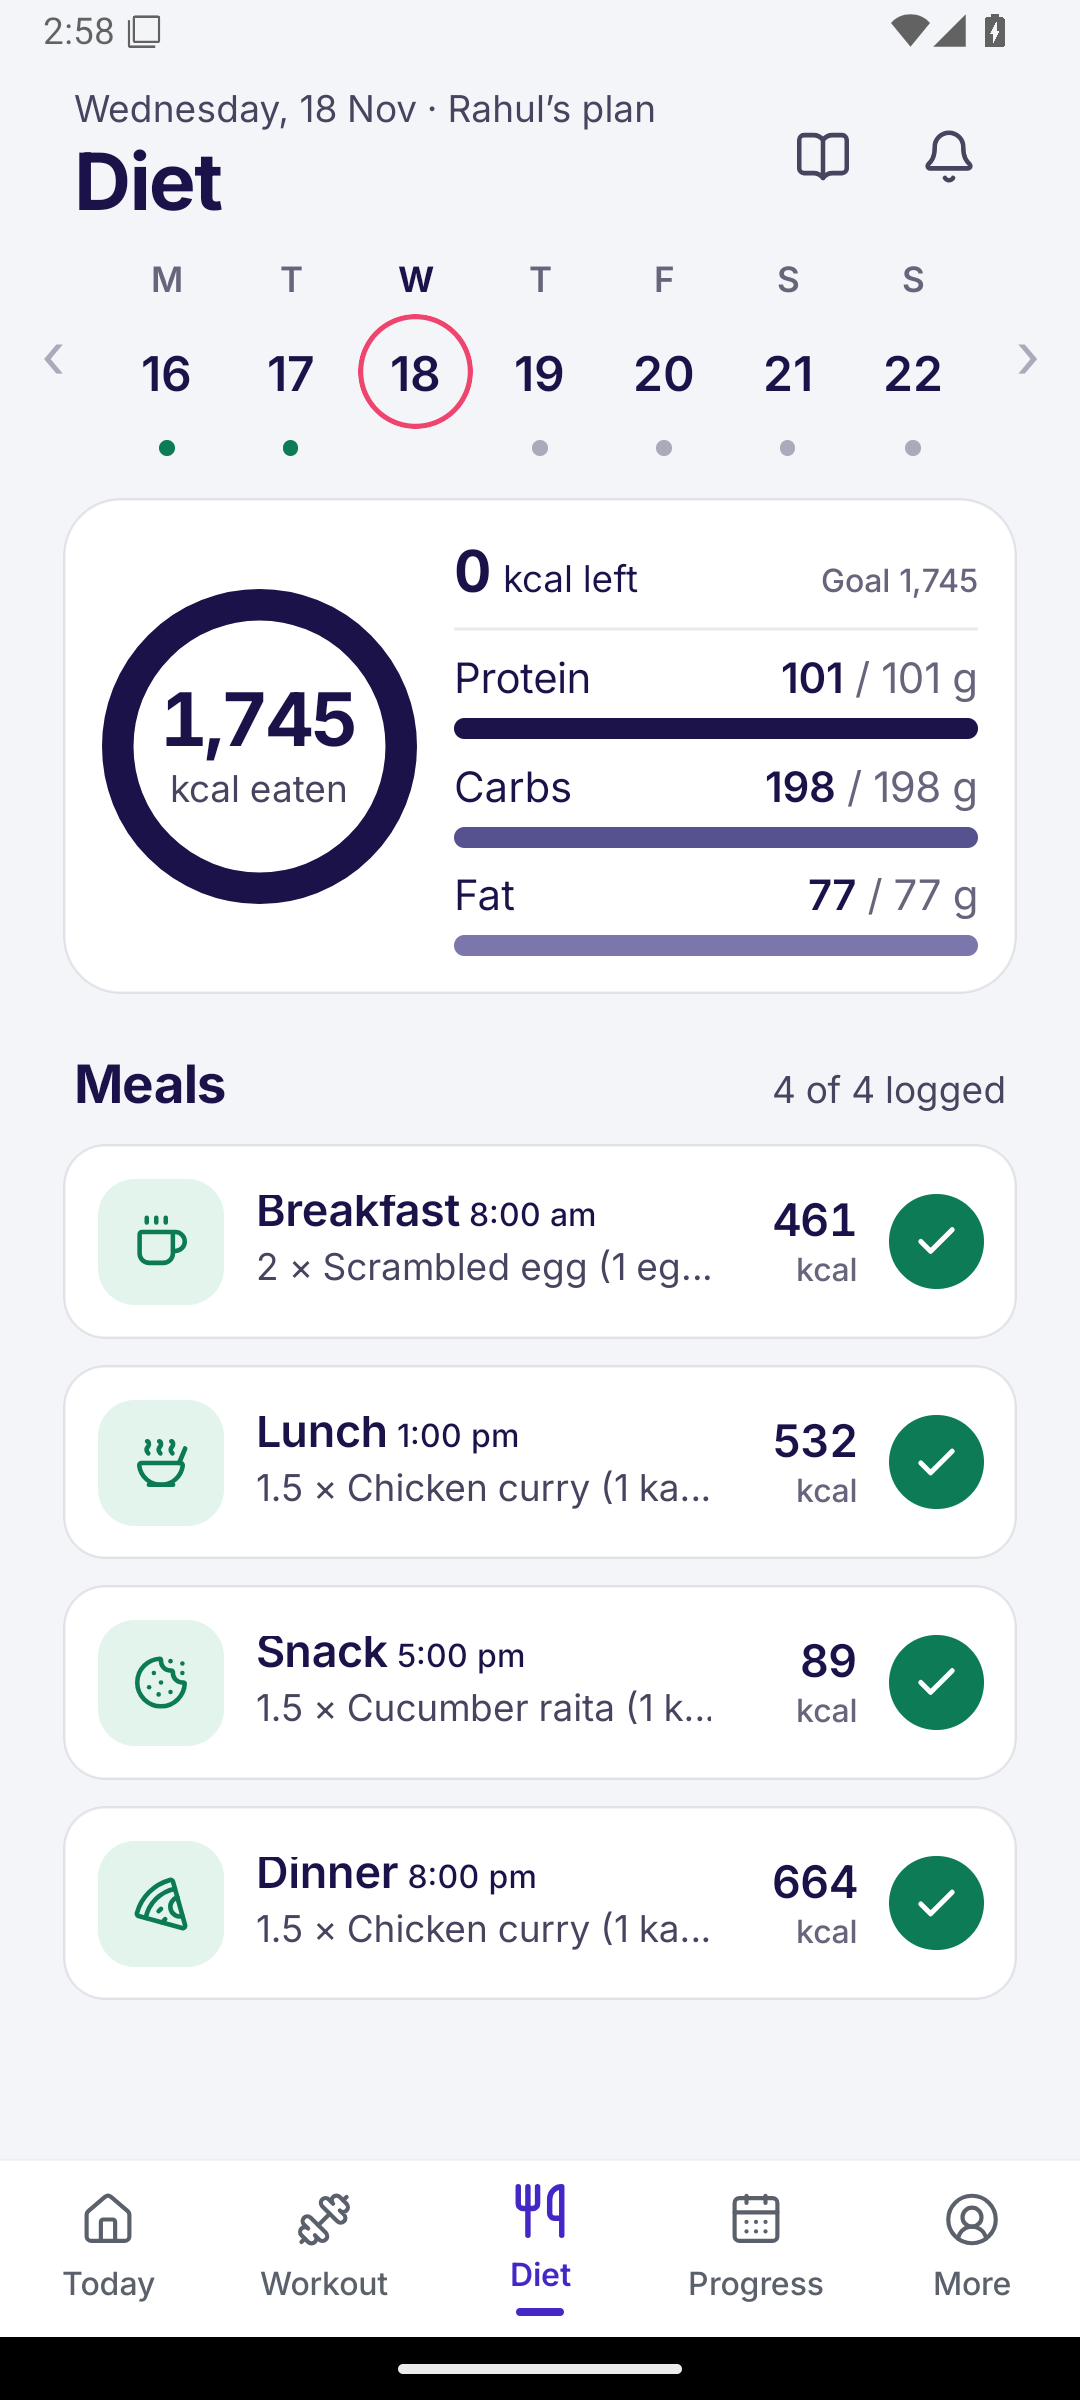 2:58
Wednesday, 18 Nov · Rahul’s plan
Diet
M T W T F S S
‹ 16 17 18 19 20 21 22 ›
0 kcal left Goal 1,745
1,745
kcal eaten
Protein 101 / 101 g
Carbs 198 / 198 g
Fat 77 / 77 g
Meals 4 of 4 logged
Breakfast 8:00 am 461
2 × Scrambled egg (1 eg... kcal
Lunch 1:00 pm 532
1.5 × Chicken curry (1 ka... kcal
Snack 5:00 pm 89
1.5 × Cucumber raita (1 k... kcal
Dinner 8:00 pm 664
1.5 × Chicken curry (1 ka... kcal
Today Workout Diet Progress More